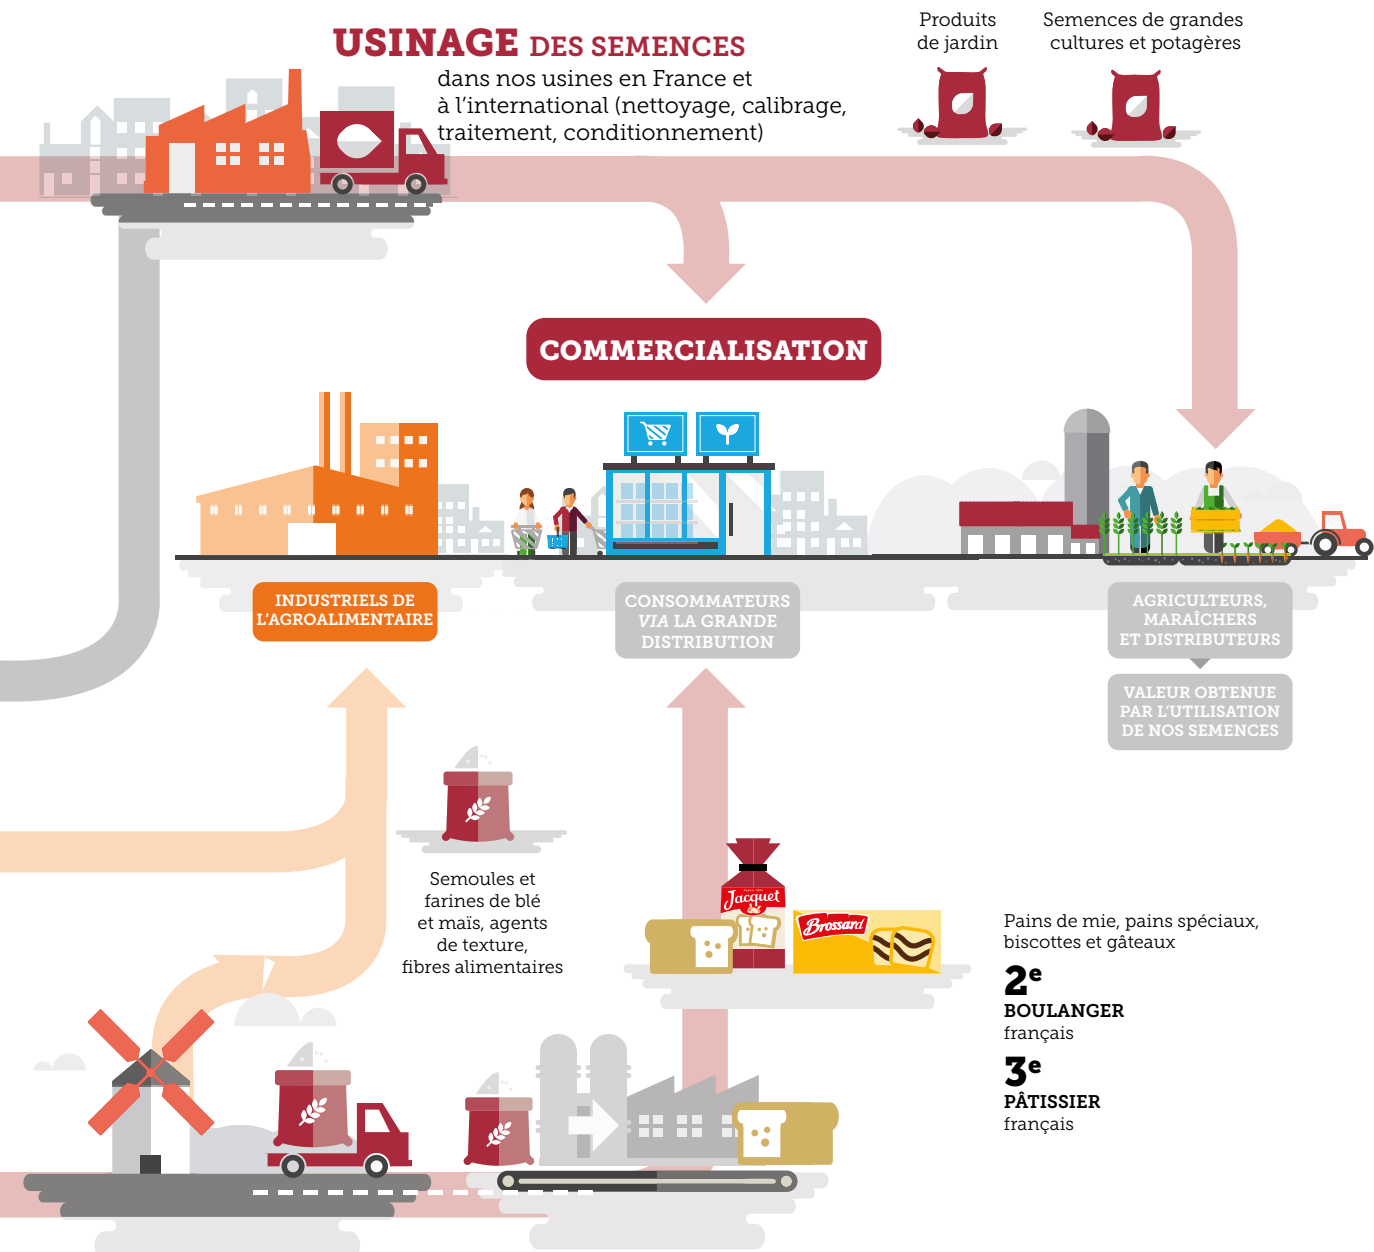 USINAGE DES SEMENCES
dans nos usines en France et
à l'international (nettoyage, calibrage,
traitement, conditionnement)
Produits
de jardin
Semences de grandes
cultures et potagères
COMMERCIALISATION
INDUSTRIELS DE
L'AGROALIMENTAIRE
CONSOMMATEURS
VIA LA GRANDE
DISTRIBUTION
AGRICULTEURS,
MARAÎCHERS
ET DISTRIBUTEURS
VALEUR OBTENUE
PAR L'UTILISATION
DE NOS SEMENCES
Semoules et
farines de blé
et maïs, agents
de texture,
fibres alimentaires
Jacquet
Brossard
Pains de mie, pains spéciaux,
biscottes et gâteaux
2e
BOULANGER
français
3e
PÂTISSIER
français